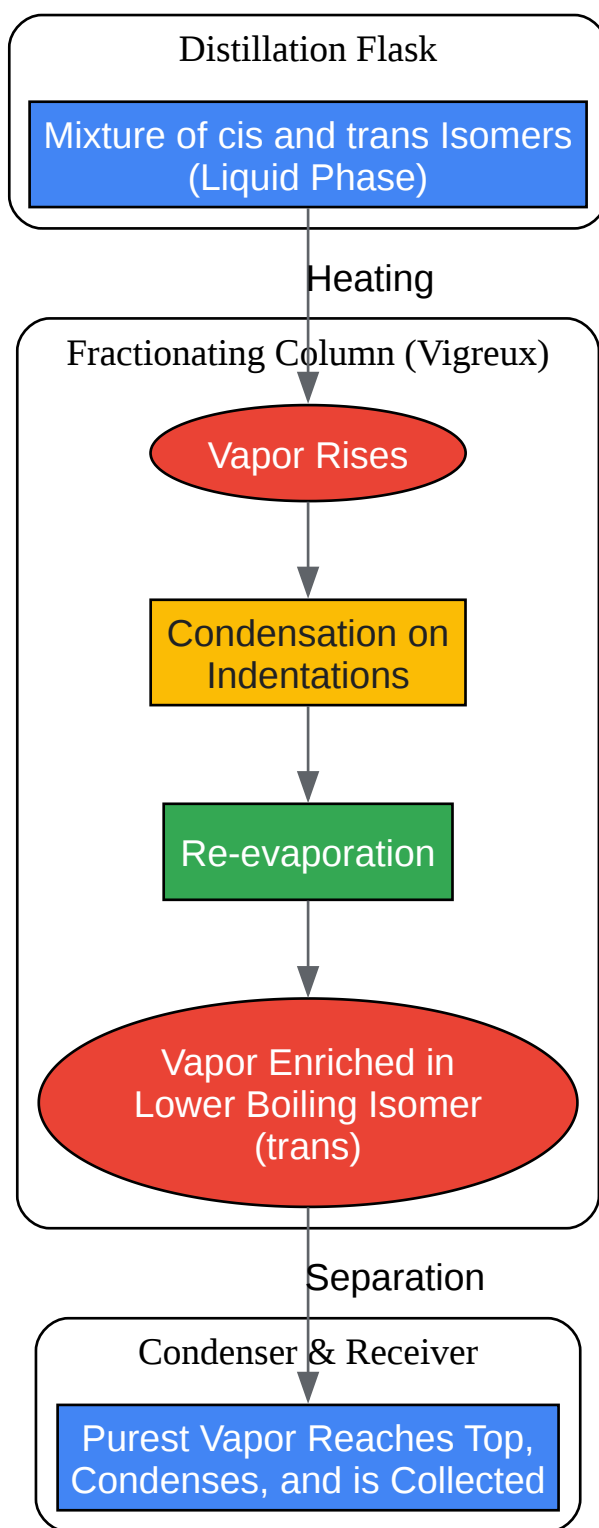 Distillation Flask
Mixture of cis and trans Isomers
(Liquid Phase)
Heating
Fractionating Column (Vigreux)
Vapor Rises
Condensation on
Indentations
Re-evaporation
Vapor Enriched in
Lower Boiling Isomer
(trans)
Separation
Condenser & Receiver
Purest Vapor Reaches Top,
Condenses, and is Collected